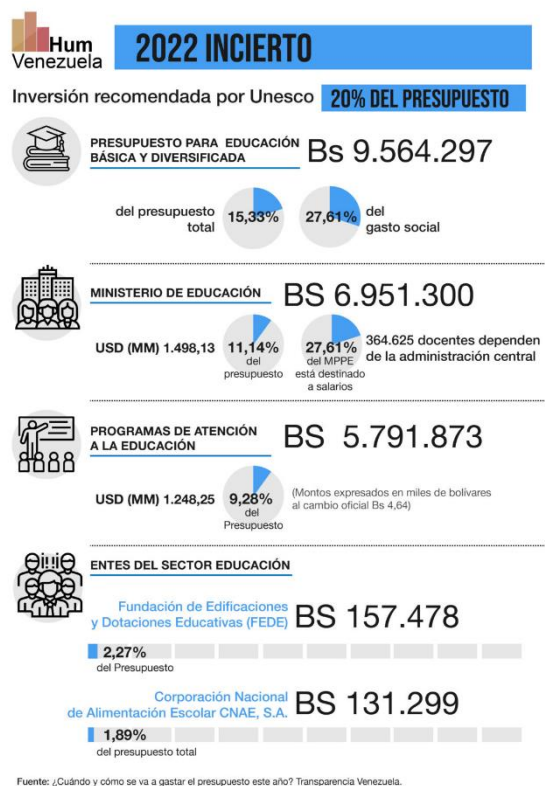 Hum
Venezuela
2022 INCIERTO
Inversión recomendada por Unesco 20% DEL PRESUPUESTO
PRESUPUESTO PARA EDUCACIÓN
BÁSICA Y DIVERSIFICADA
Bs 9.564.297
del presupuesto
total
15,33%
27,61%
del
gasto social
MINISTERIO DE EDUCACIÓN
BS 6.951.300
USD (MM) 1.498,13
11,14%
del
presupuesto
27,61%
del MPPE
está destinado
a salarios
364.625 docentes dependen
de la administración central
PROGRAMAS DE ATENCIÓN
A LA EDUCACIÓN
BS 5.791.873
USD (MM) 1.248,25
9,28%
del
Presupuesto
(Montos expresados en miles de bolívares
al cambio oficial Bs 4,64)
ENTES DEL SECTOR EDUCACIÓN
Fundación de Edificaciones
y Dotaciones Educativas (FEDE)
BS 157.478
2,27%
del Presupuesto
Corporación Nacional
de Alimentación Escolar CNAE, S.A.
BS 131.299
1,89%
del presupuesto total
Fuente: ¿Cuándo y cómo se va a gastar el presupuesto este año? Transparencia Venezuela.